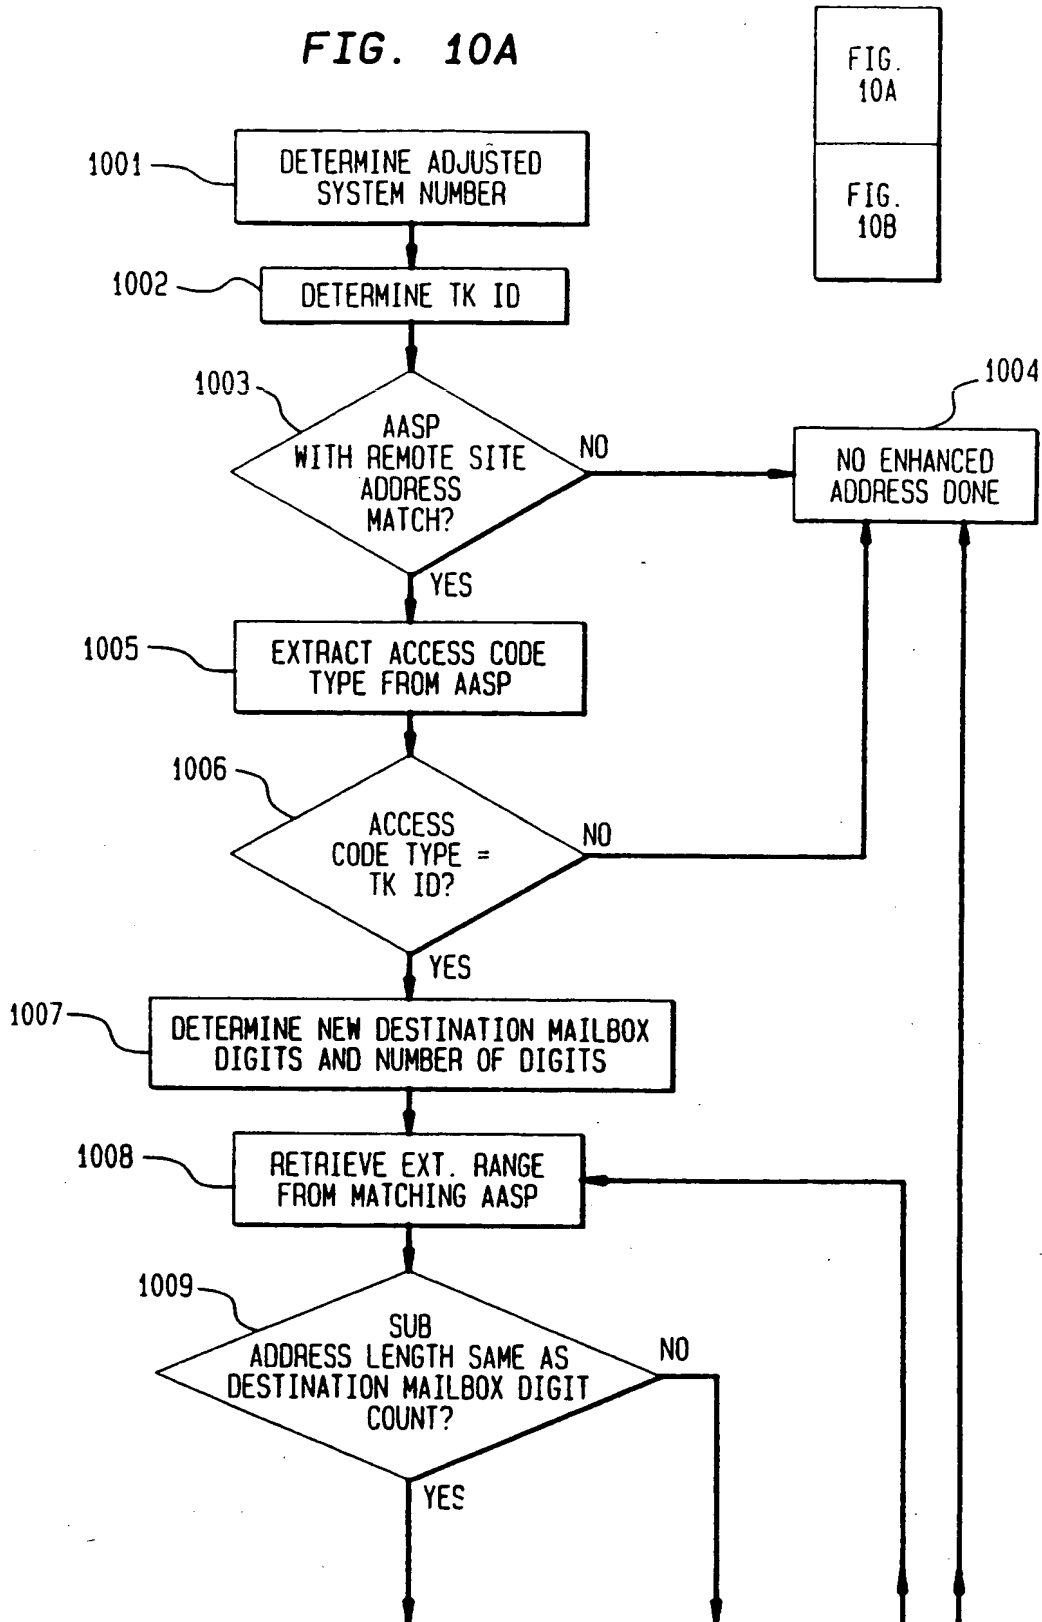 FIG. 10A
FIG.
10A
FIG.
10B
1001
DETERMINE ADJUSTED
SYSTEM NUMBER
1002
DETERMINE TK ID
1003
AASP
WITH REMOTE SITE
ADDRESS
MATCH?
NO
YES
1004
NO ENHANCED
ADDRESS DONE
1005
EXTRACT ACCESS CODE
TYPE FROM AASP
1006
ACCESS
CODE TYPE =
TK ID?
NO
YES
1007
DETERMINE NEW DESTINATION MAILBOX
DIGITS AND NUMBER OF DIGITS
1008
RETRIEVE EXT. RANGE
FROM MATCHING AASP
1009
SUB
ADDRESS LENGTH SAME AS
DESTINATION MAILBOX DIGIT
COUNT?
NO
YES